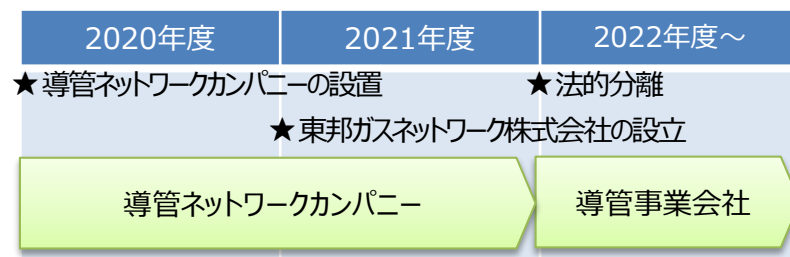 2020年度 2021年度 2022年度～
★導管ネットワークカンパニーの設置 ★法的分離
★東邦ガスネットワーク株式会社の設立
導管ネットワークカンパニー 導管事業会社